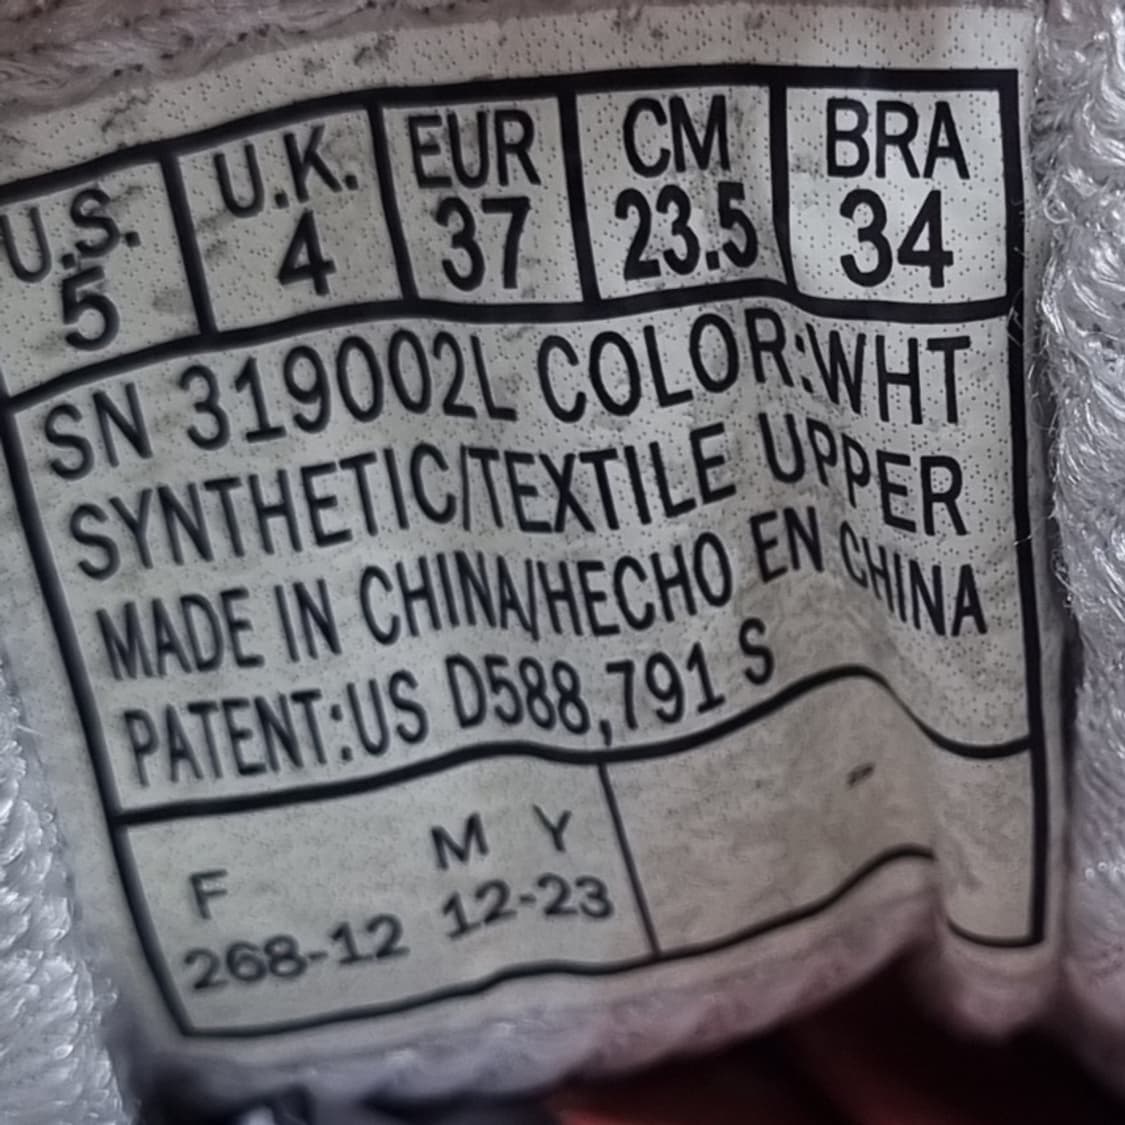 U.S. U.K. EUR CM BRA
5 4 37 23.5 34
SN 319002L COLOR:WHT
SYNTHETIC/TEXTILE UPPER
MADE IN CHINA/HECHO EN CHINA
PATENT:US D588,791 S
F M Y
268-12 12-23
-